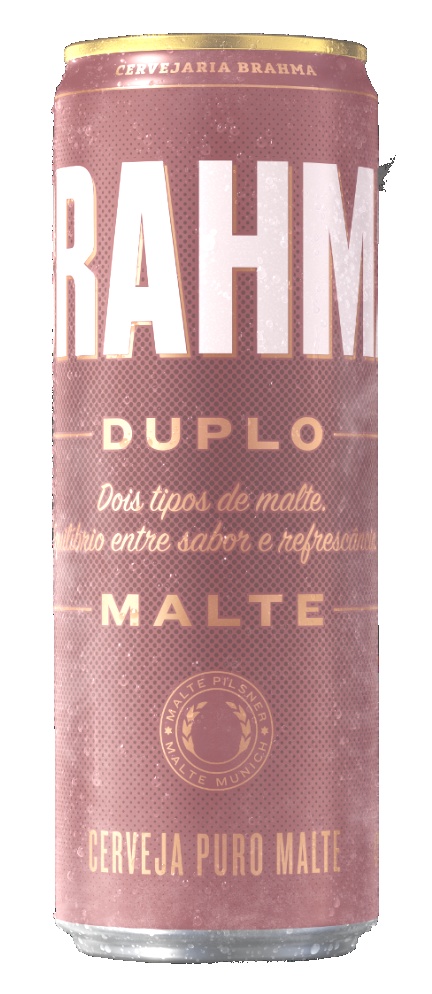 CERVEJARIA BRAHMA
RAHM
DUPLO
Dois tipos de malte.
entre sabor e
MALTE
MALTE PILSNER
MALTE MUNICH
CERVEJA PURO MALTE